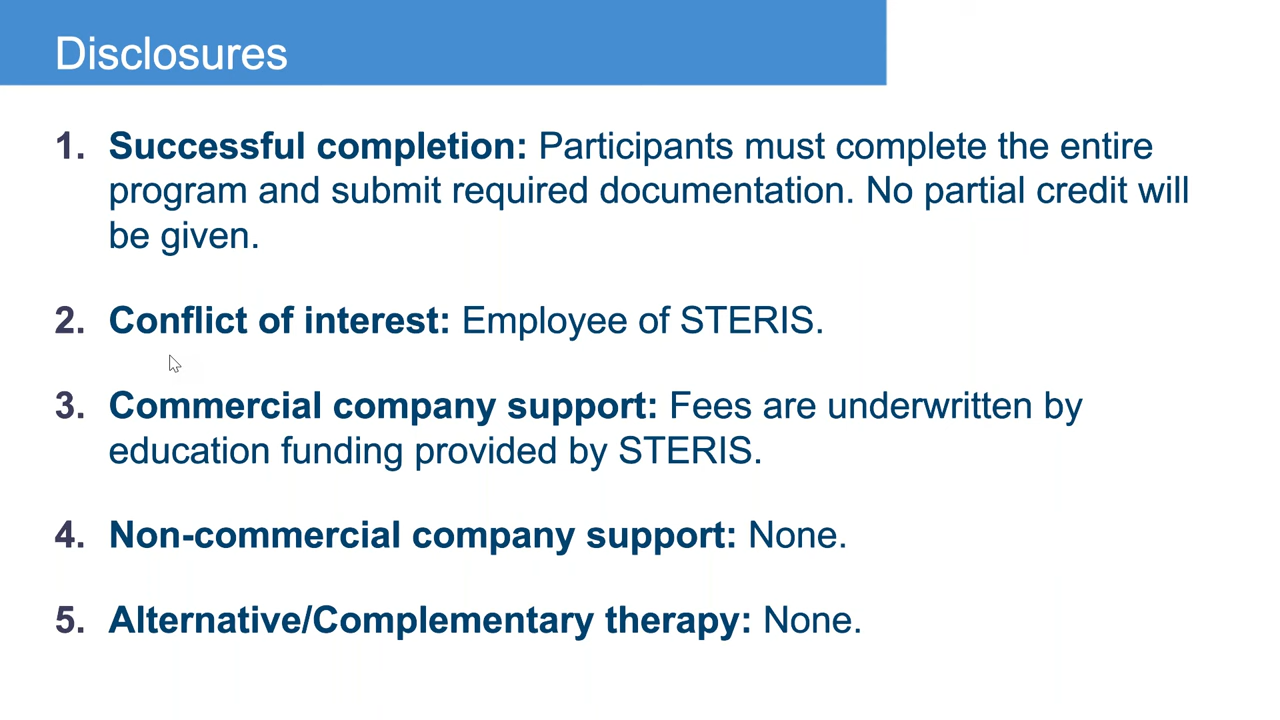 Disclosures
1. Successful completion: Participants must complete the entire
program and submit required documentation. No partial credit will
be given.
2. Conflict of interest: Employee of STERIS.
3. Commercial company support: Fees are underwritten by
education funding provided by STERIS.
4. Non-commercial company support: None.
5. Alternative/Complementary therapy: None.